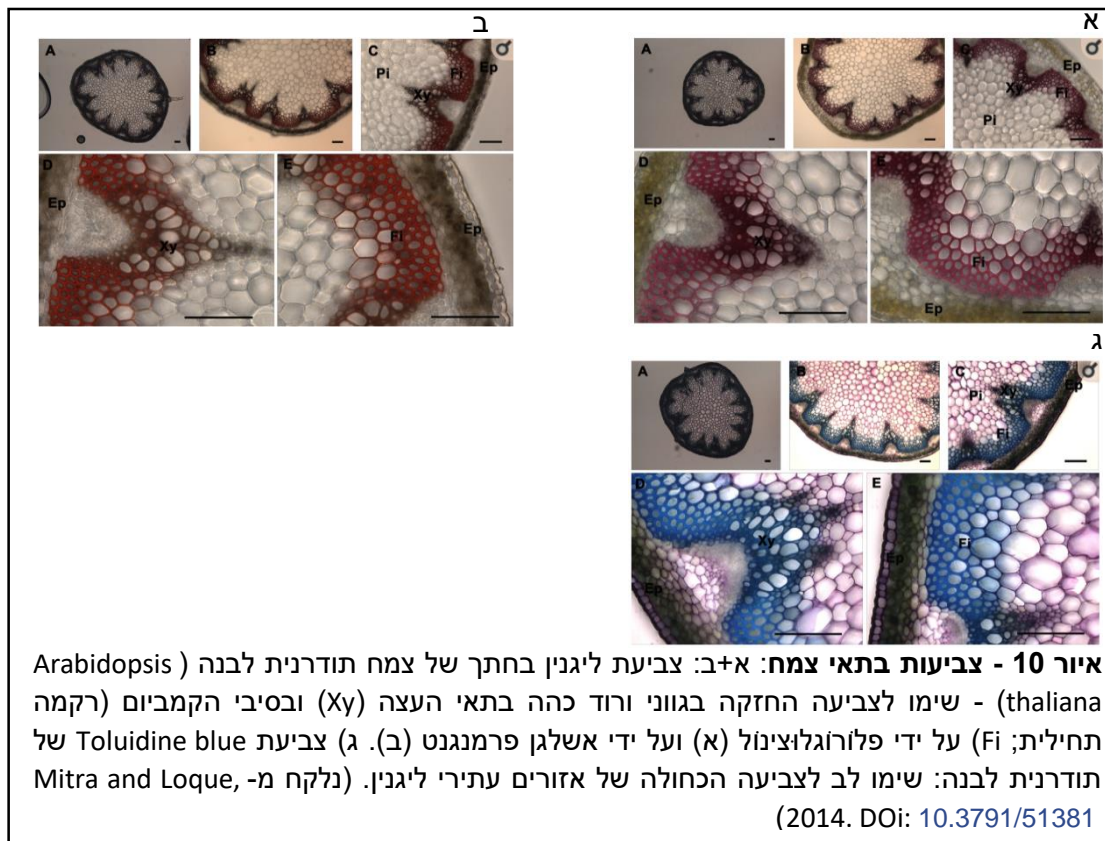 א
ב
A
B
C
♂
Ep
Xy
Fi
Pi
D
Ep
Xy
E
Fi
Ep
A
B
C
♂
Pi
Fi
Ep
Xy
D
Ep
Xy
E
Fi
Ep
ג
A
B
C
♂
Ep
Pi
Xy
Fi
D
Xy
Ep
E
Fi
Ep
איור 10 - צביעות בתאי צמח: א+ב: צביעת ליגנין בחתך של צמח תודרנית לבנה (Arabidopsis
thaliana) - שימו לצביעה החזקה בגווני ורוד כהה בתאי העצה (Xy) ובסיבי הקמביום (רקמה
תחילית; Fi) על ידי פלוֹרוֹגלוּצינוֹל (א) ועל ידי אשלגן פרמנגנט (ב). ג) צביעת Toluidine blue של
תודרנית לבנה: שימו לב לצביעה הכחולה של אזורים עתירי ליגנין. (נלקח מ- Mitra and Loque,
2014. DOi: 10.3791/51381)